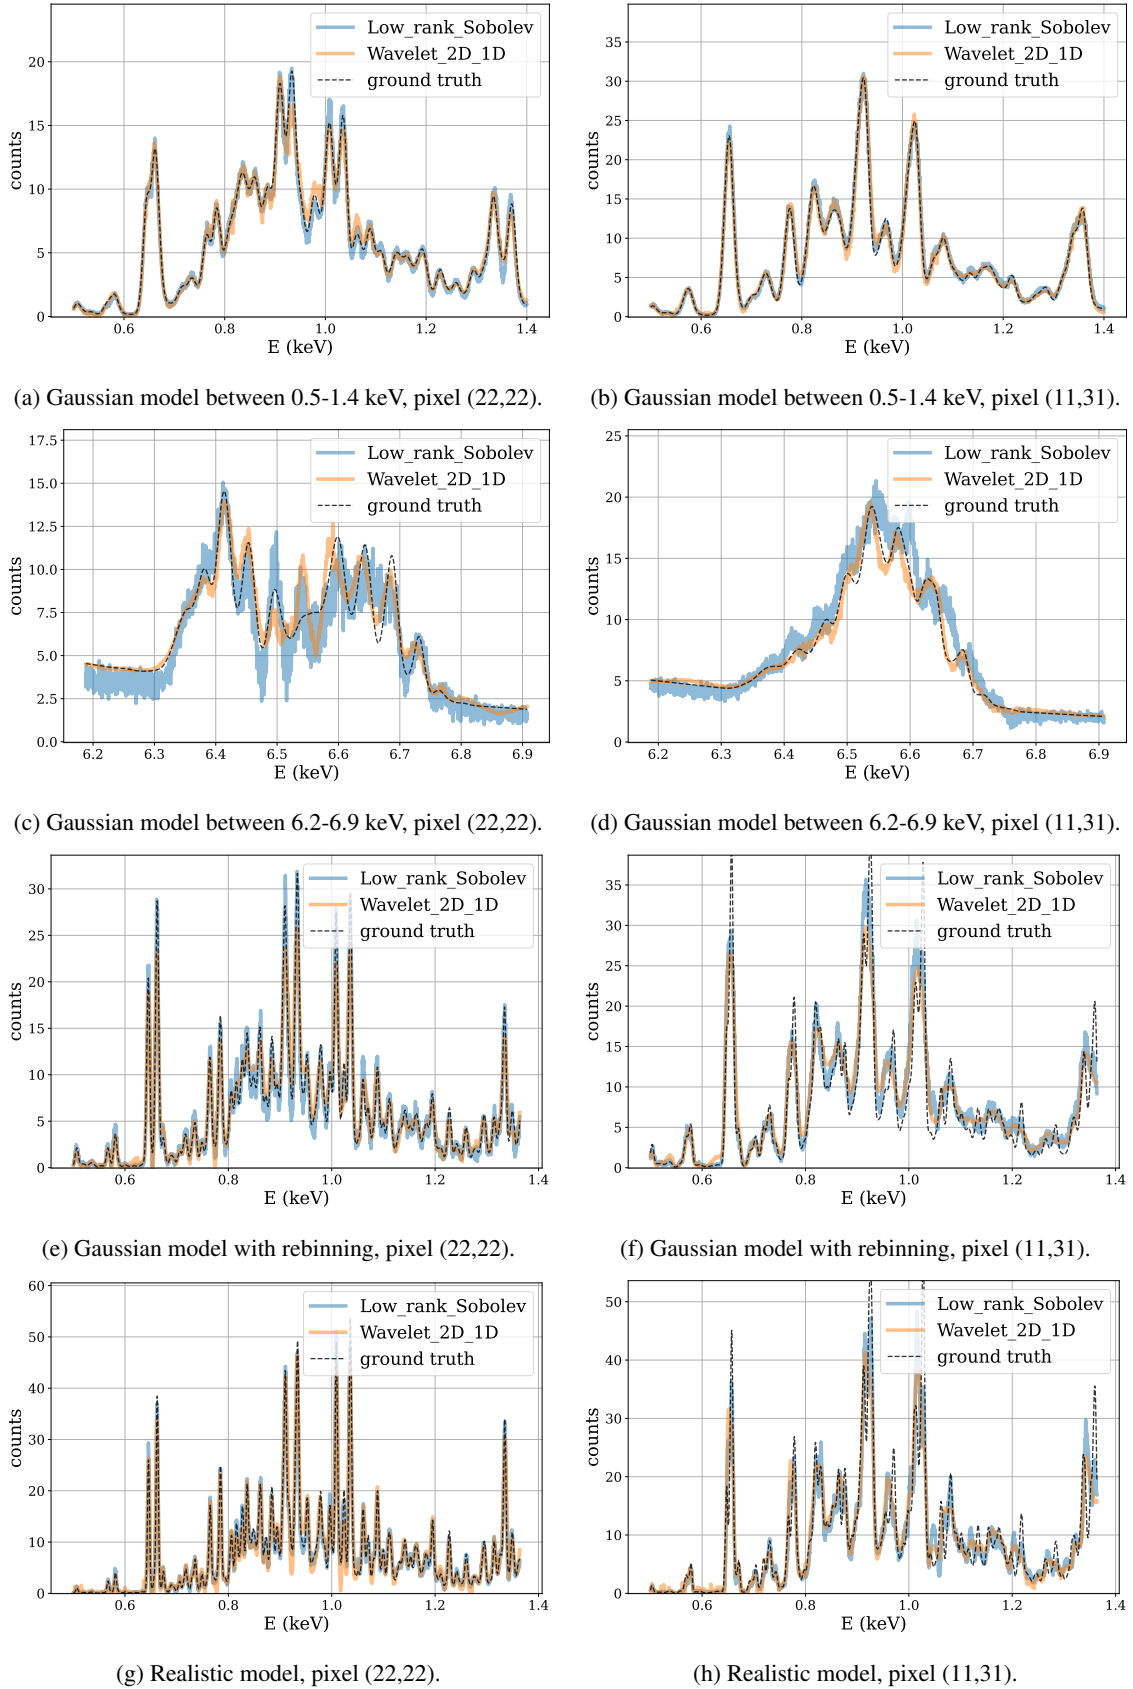 Low_rank_Sobolev
Wavelet_2D_1D
ground truth
counts
20
15
10
5
0
0.6 0.8 1.0 1.2 1.4
E (keV)
(a) Gaussian model between 0.5-1.4 keV, pixel (22,22).
Low_rank_Sobolev
Wavelet_2D_1D
ground truth
counts
35
30
25
20
15
10
5
0
0.6 0.8 1.0 1.2 1.4
E (keV)
(b) Gaussian model between 0.5-1.4 keV, pixel (11,31).
Low_rank_Sobolev
Wavelet_2D_1D
ground truth
counts
17.5
15.0
12.5
10.0
7.5
5.0
2.5
0.0
6.2 6.3 6.4 6.5 6.6 6.7 6.8 6.9
E (keV)
(c) Gaussian model between 6.2-6.9 keV, pixel (22,22).
Low_rank_Sobolev
Wavelet_2D_1D
ground truth
counts
25
20
15
10
5
0
6.2 6.3 6.4 6.5 6.6 6.7 6.8 6.9
E (keV)
(d) Gaussian model between 6.2-6.9 keV, pixel (11,31).
Low_rank_Sobolev
Wavelet_2D_1D
ground truth
counts
30
25
20
15
10
5
0
0.6 0.8 1.0 1.2 1.4
E (keV)
(e) Gaussian model with rebinning, pixel (22,22).
Low_rank_Sobolev
Wavelet_2D_1D
ground truth
counts
35
30
25
20
15
10
5
0
0.6 0.8 1.0 1.2 1.4
E (keV)
(f) Gaussian model with rebinning, pixel (11,31).
Low_rank_Sobolev
Wavelet_2D_1D
ground truth
counts
60
50
40
30
20
10
0
0.6 0.8 1.0 1.2 1.4
E (keV)
(g) Realistic model, pixel (22,22).
Low_rank_Sobolev
Wavelet_2D_1D
ground truth
counts
50
40
30
20
10
0
0.6 0.8 1.0 1.2 1.4
E (keV)
(h) Realistic model, pixel (11,31).